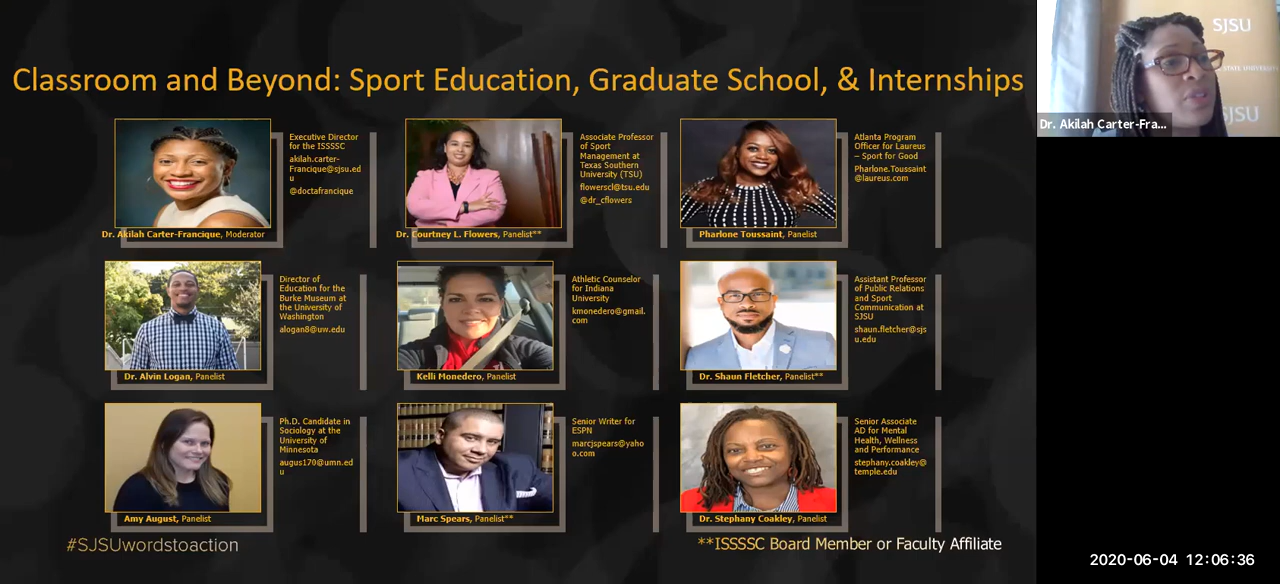 Classroom and Beyond: Sport Education, Graduate School, & Internships
Executive Director
for the ISSSSC
akilah.carter-
Francique@sjsu.ed
u
@doctafrancique
Dr. Akilah Carter-Francique, Moderator
Associate Professor
of Sport
Management at
Texas Southern
University (TSU)
flowerscl@tsu.edu
@dr_cflowers
Dr. Courtney L. Flowers, Panelist**
Atlanta Program
Officer for Laureus
– Sport for Good
Pharlone.Toussaint
@laureus.com
Pharlone Toussaint, Panelist
Director of
Education for the
Burke Museum at
the University of
Washington
alogan8@uw.edu
Dr. Alvin Logan, Panelist
Athletic Counselor
for Indiana
University
kmonedero@gmail.
com
Kelli Monedero, Panelist
Assistant Professor
of Public Relations
and Sport
Communication at
SJSU
shaun.fletcher@sjs
u.edu
Dr. Shaun Fletcher, Panelist**
Ph.D. Candidate in
Sociology at the
University of
Minnesota
augus170@umn.ed
u
Amy August, Panelist
Senior Writer for
ESPN
marcjspears@yaho
o.com
Marc Spears, Panelist**
Senior Associate
AD for Mental
Health, Wellness
and Performance
stephany.coakley@
temple.edu
Dr. Stephany Coakley, Panelist
#SJSUwordstoaction
**ISSSSC Board Member or Faculty Affiliate
SJSU
STATE UNIVERSITY
SJSU
Dr. Akilah Carter-Fra...
2020-06-04 12:06:36